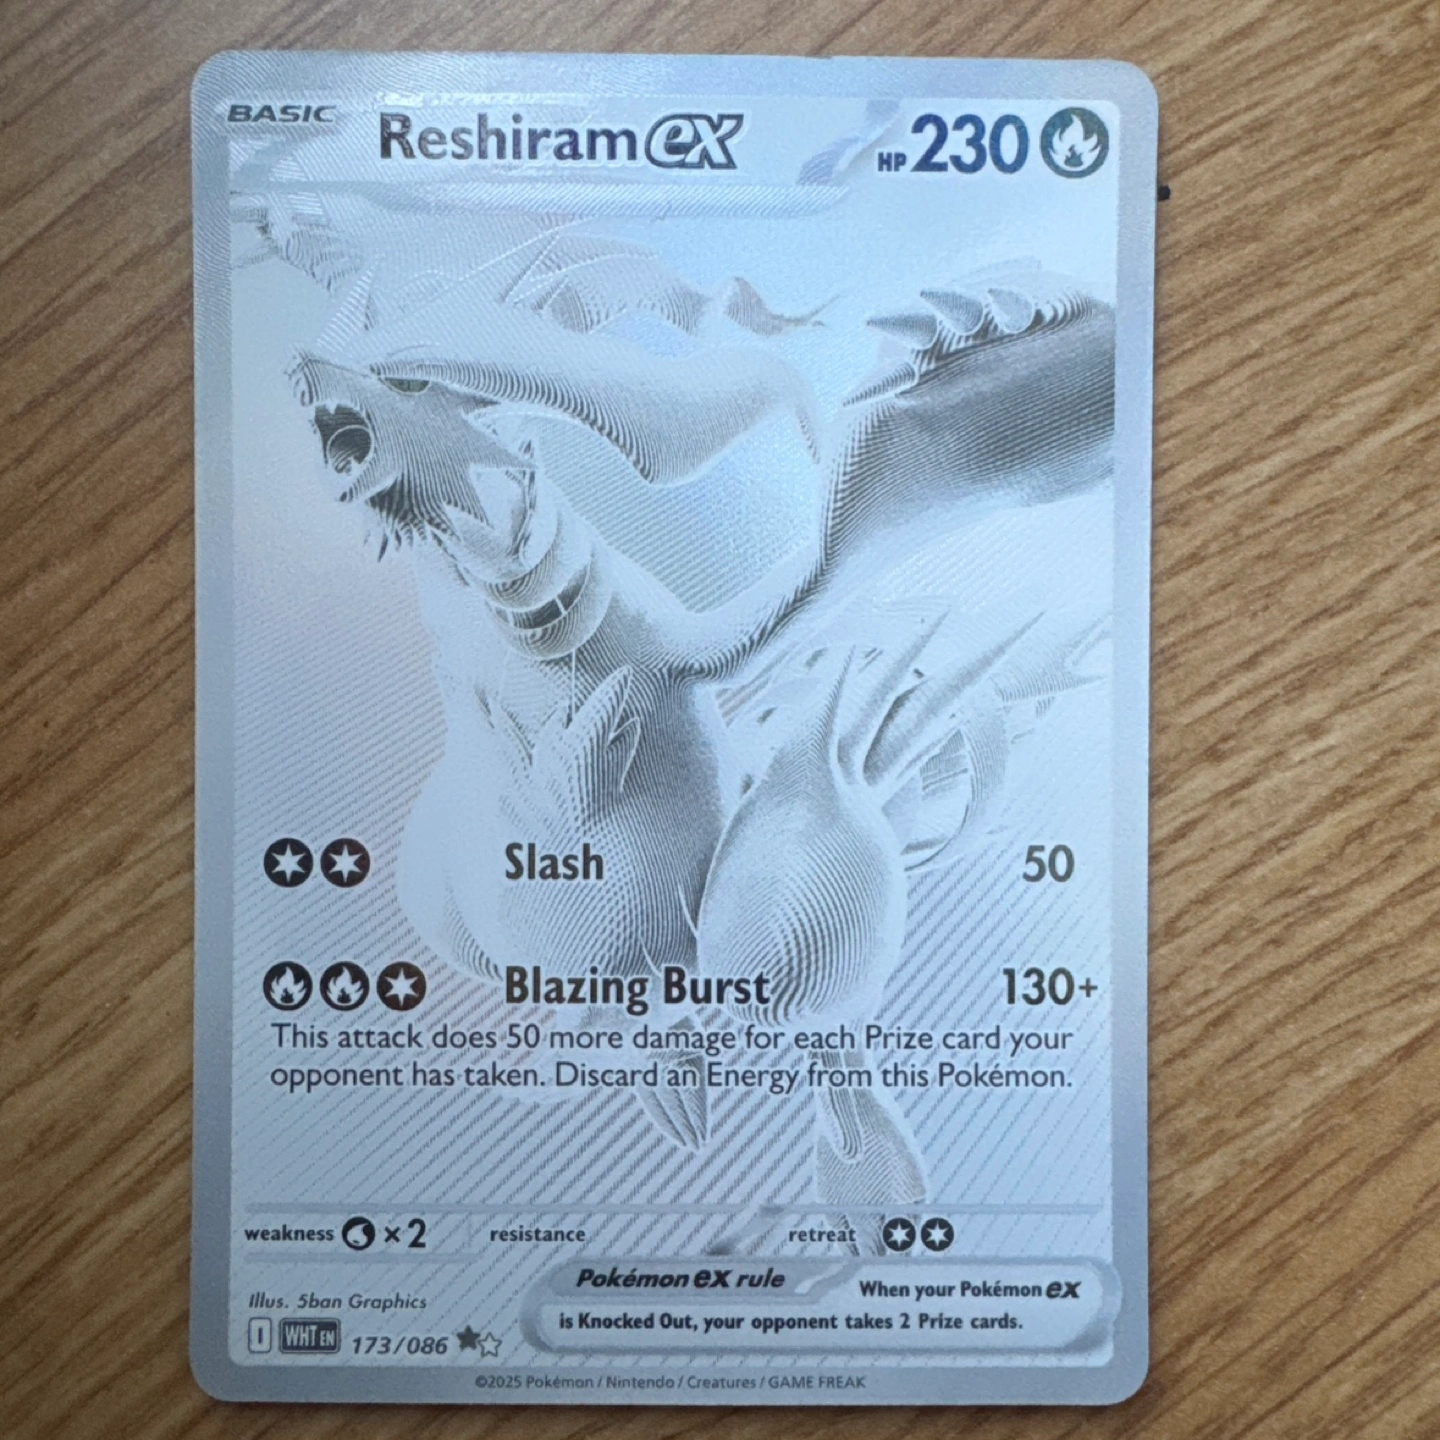 BASIC Reshiram ex HP 230
Slash 50
Blazing Burst 130+
This attack does 50 more damage for each Prize card your
opponent has taken. Discard an Energy from this Pokémon.
weakness ×2 resistance retreat
Pokémon ex rule When your Pokémon ex
is Knocked Out, your opponent takes 2 Prize cards.
Illus. 5ban Graphics
I WHT EN 173/086
©2025 Pokémon / Nintendo / Creatures / GAME FREAK